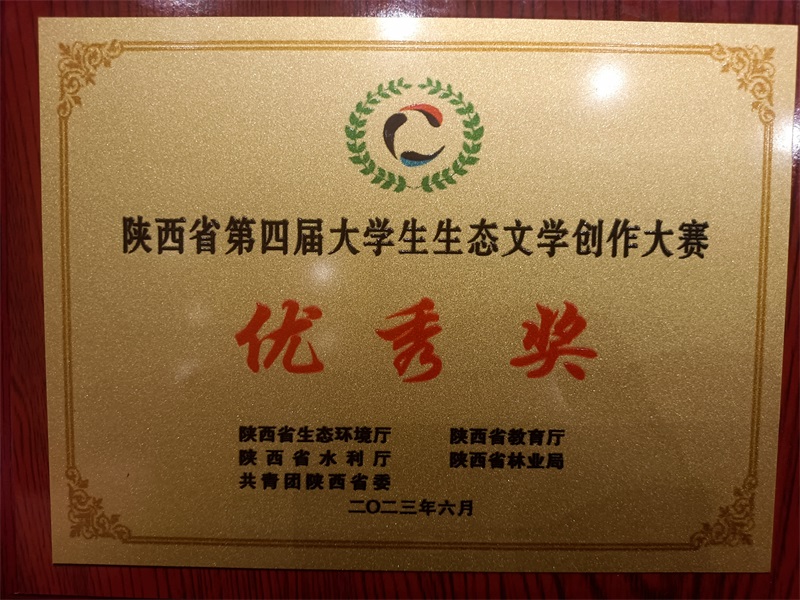 陕西省第四届大学生生态文学创作大赛
优秀奖
陕西省生态环境厅 陕西省教育厅
陕西省水利厅 陕西省林业局
共青团陕西省委
二〇二三年六月